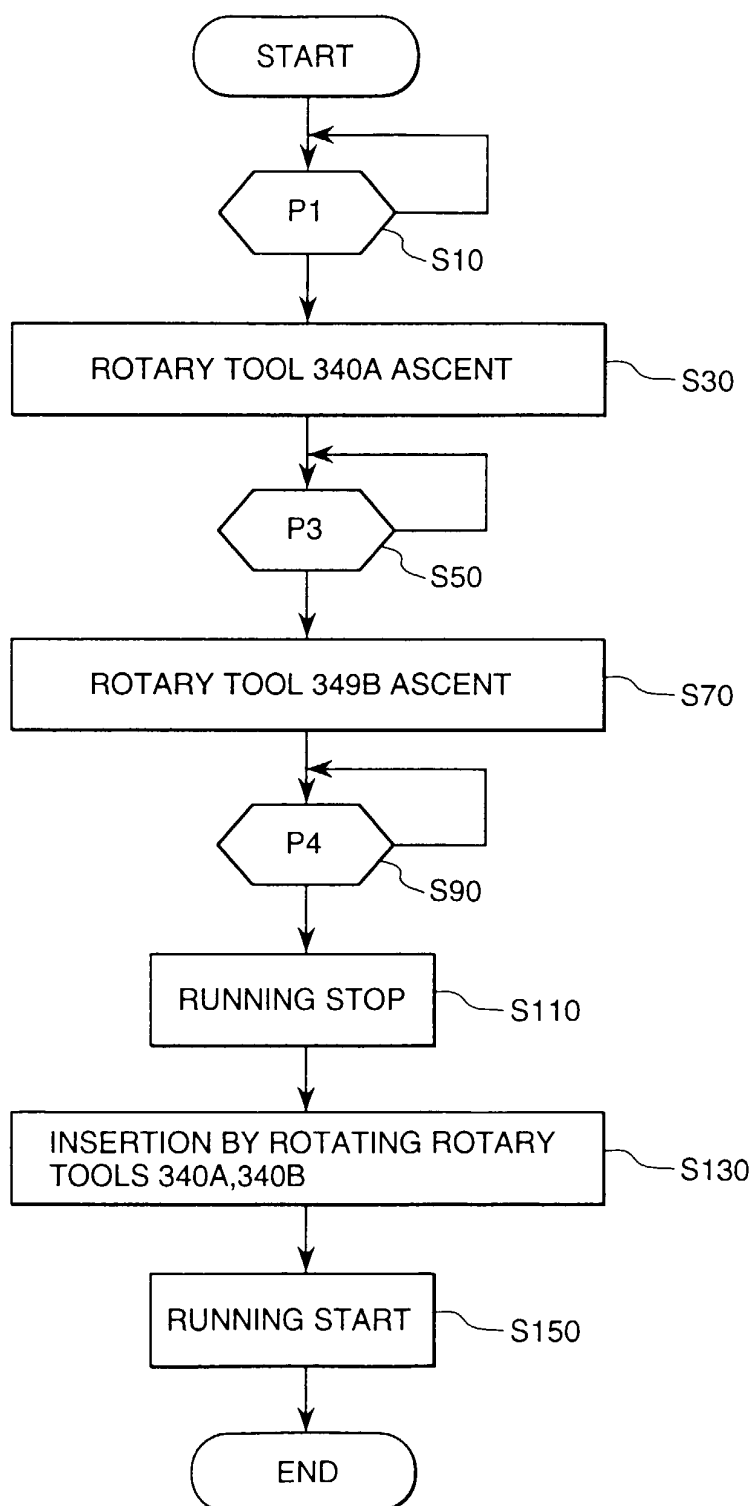 START
P1
S10
ROTARY TOOL 340A ASCENT
S30
P3
S50
ROTARY TOOL 349B ASCENT
S70
P4
S90
RUNNING STOP
S110
INSERTION BY ROTATING ROTARY
TOOLS 340A,340B
S130
RUNNING START
S150
END